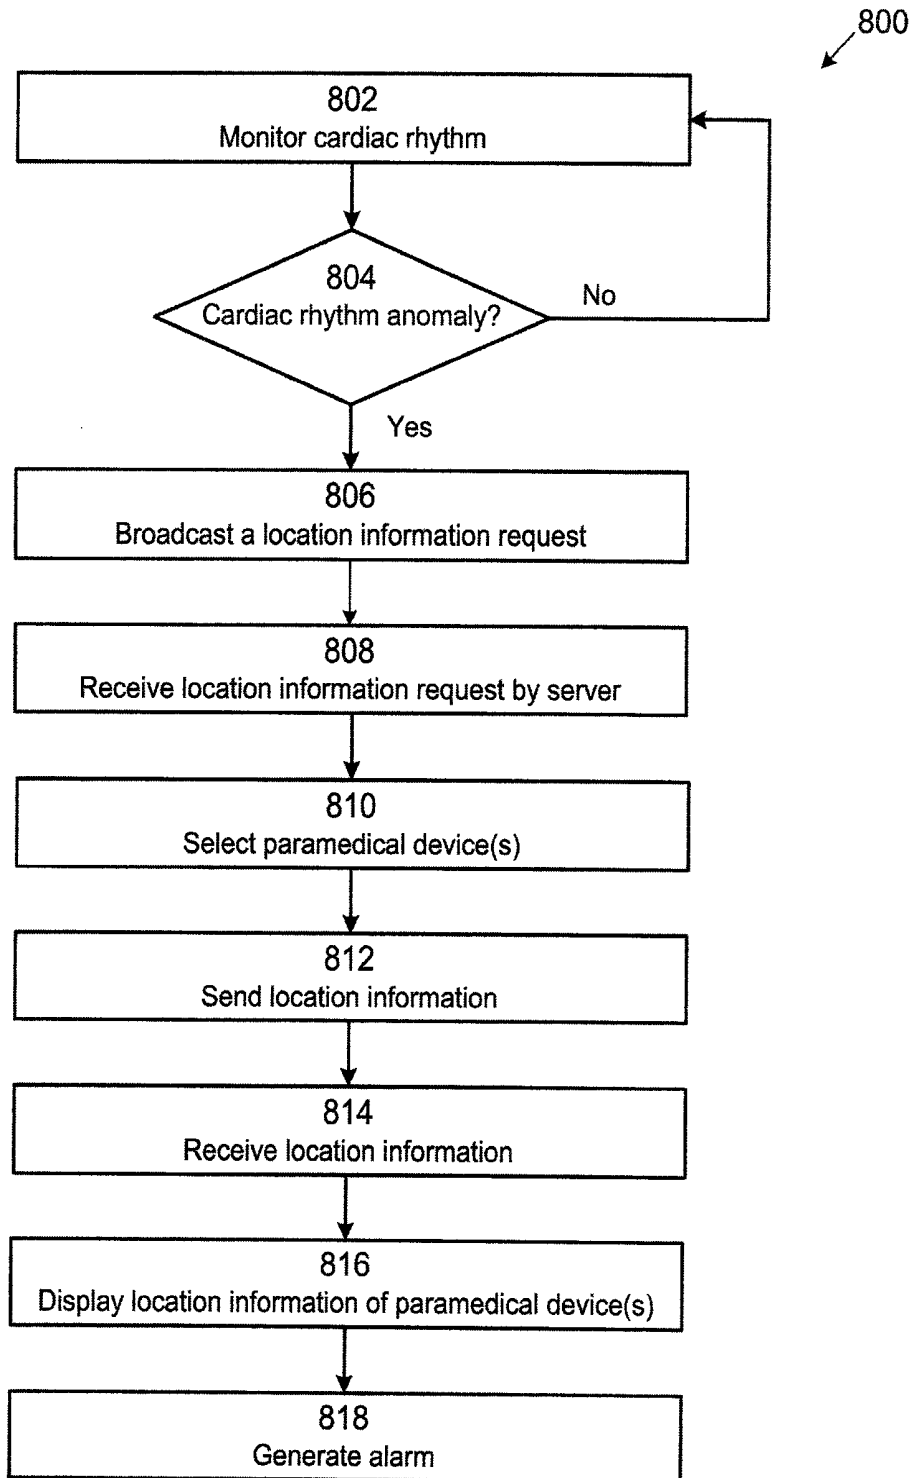 800
802
Monitor cardiac rhythm
804
Cardiac rhythm anomaly?
No
Yes
806
Broadcast a location information request
808
Receive location information request by server
810
Select paramedical device(s)
812
Send location information
814
Receive location information
816
Display location information of paramedical device(s)
818
Generate alarm